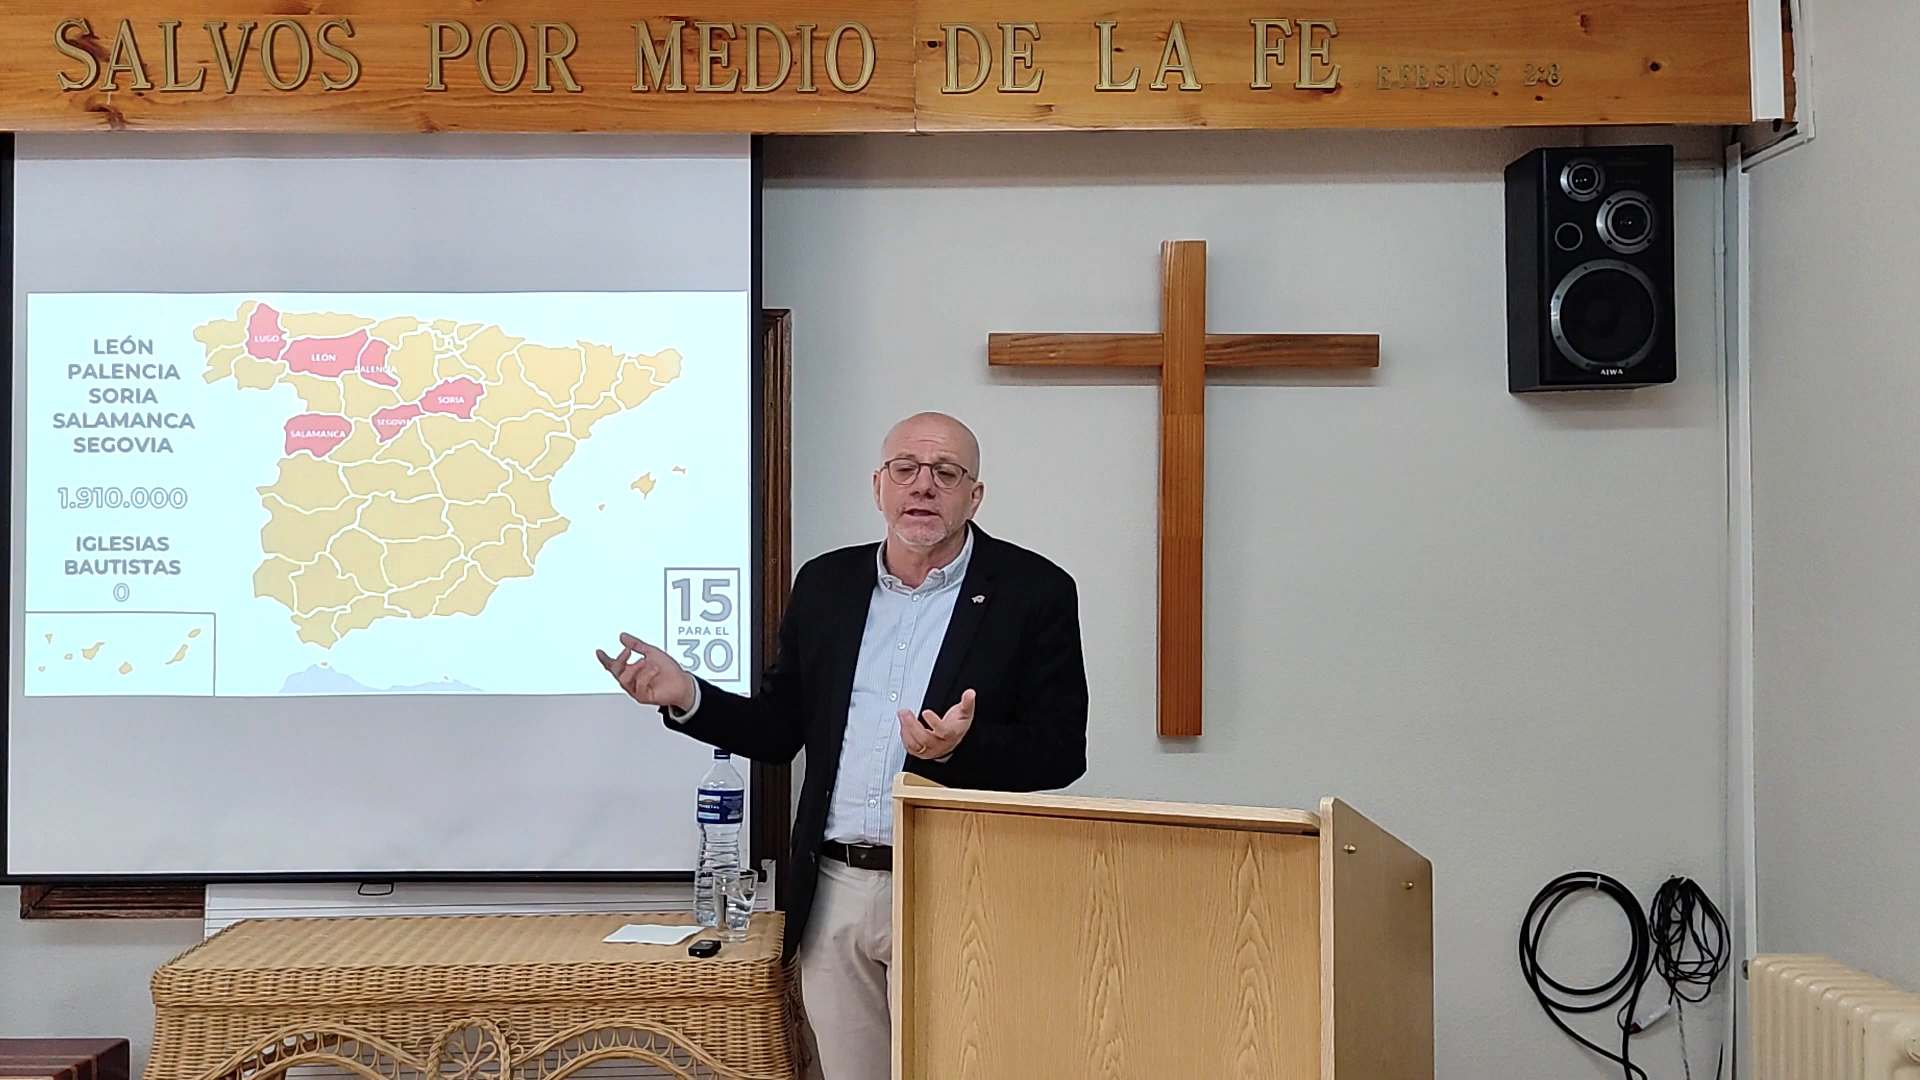 SALVOS POR MEDIO DE LA FE. EFESIOS 2:8
LEÓN
PALENCIA
SORIA
SALAMANCA
SEGOVIA
1.910.000
IGLESIAS
BAUTISTAS
0
LUGO
LEÓN
PALENCIA
SORIA
SEGOVIA
SALAMANCA
15
PARA EL
30
AIWA